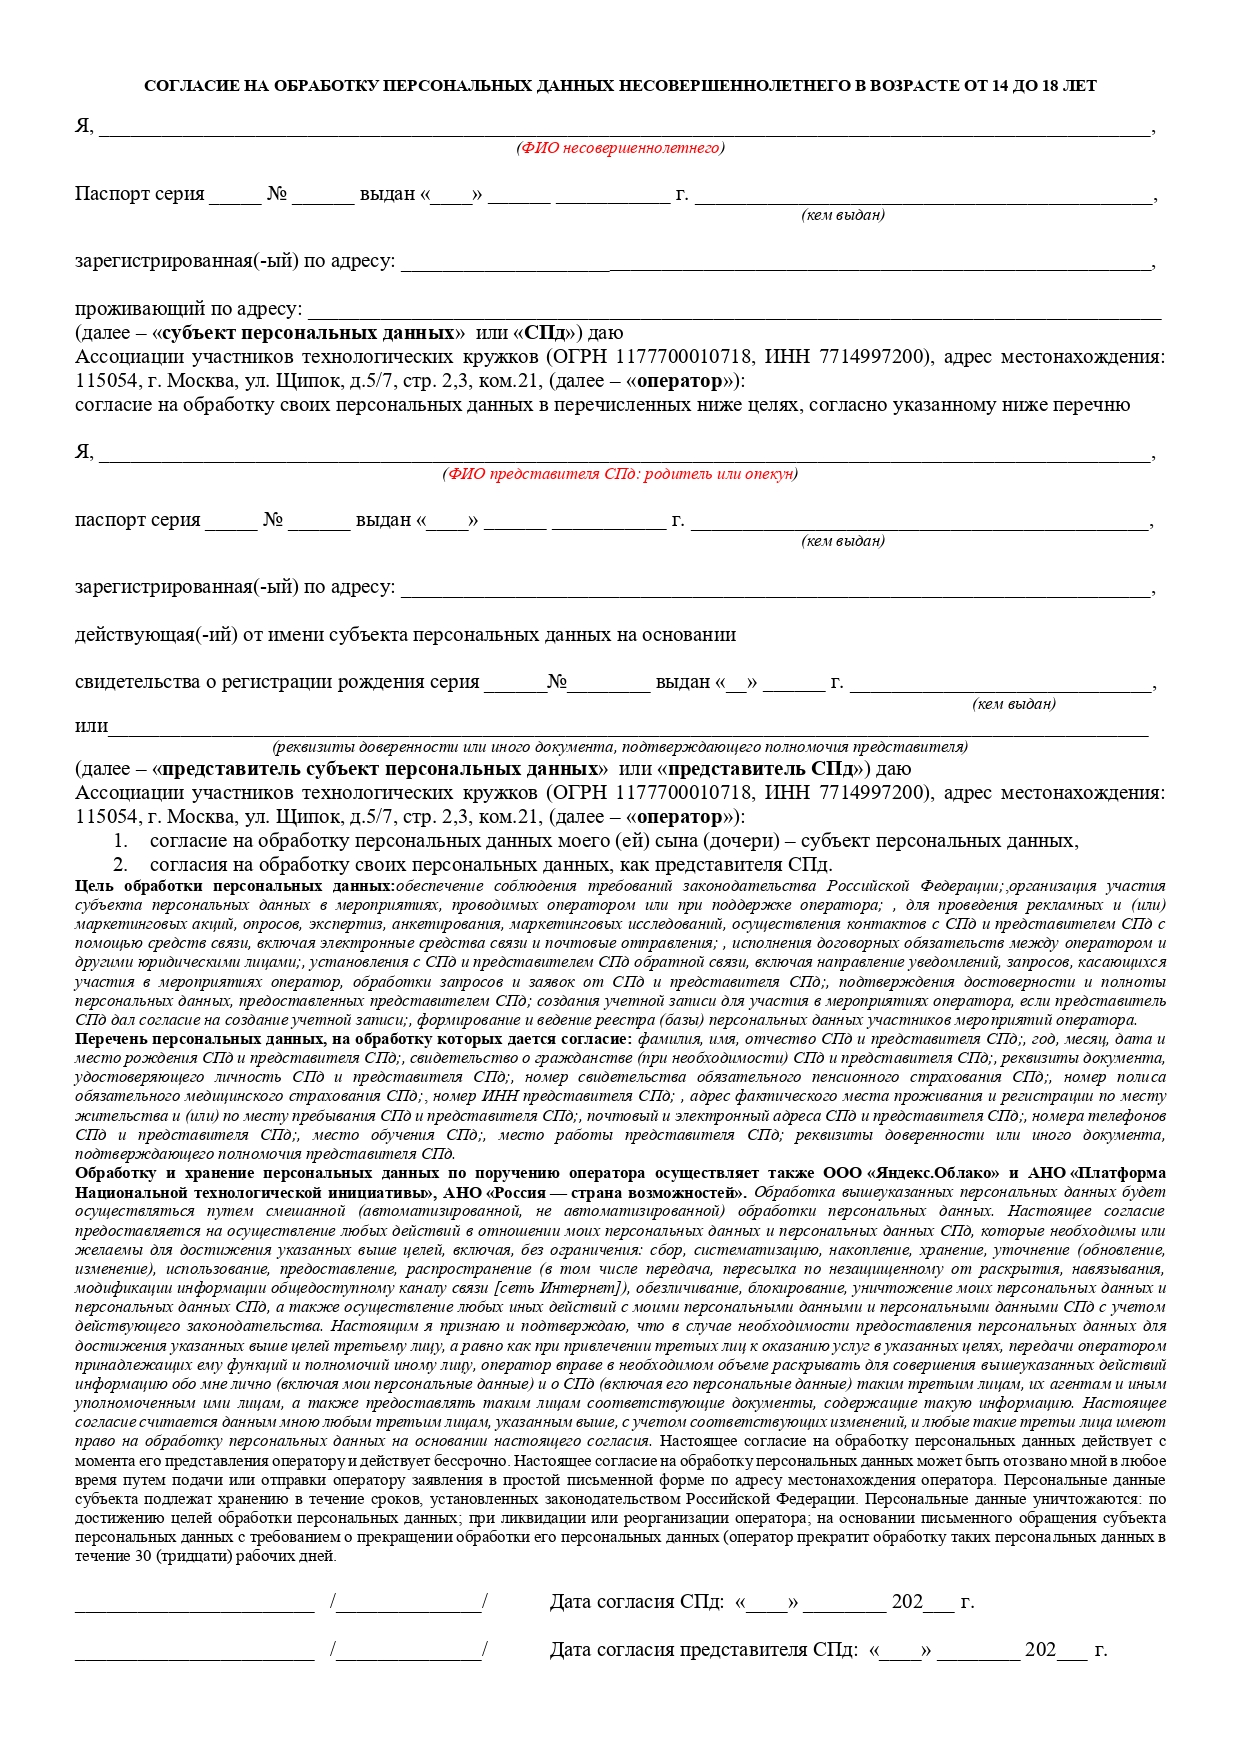 СОГЛАСИЕ НА ОБРАБОТКУ ПЕРСОНАЛЬНЫХ ДАННЫХ НЕСОВЕРШЕННОЛЕТНЕГО В ВОЗРАСТЕ ОТ 14 ДО 18 ЛЕТ
Я, ____________________________________________________________________________________________________,
(ФИО несовершеннолетнего)
Паспорт серия _____ № ______ выдан «____» ______ ___________ г. ____________________________________________,
(кем выдан)
зарегистрированная(-ый) по адресу: ________________________________________________________________________,
проживающий по адресу: __________________________________________________________________________________
(далее – «субъект персональных данных» или «СПд») даю
Ассоциации участников технологических кружков (ОГРН 1177700010718, ИНН 7714997200), адрес местонахождения:
115054, г. Москва, ул. Щипок, д.5/7, стр. 2,3, ком.21, (далее – «оператор»):
согласие на обработку своих персональных данных в перечисленных ниже целях, согласно указанному ниже перечню
Я, ____________________________________________________________________________________________________,
(ФИО представителя СПд: родитель или опекун)
паспорт серия _____ № ______ выдан «____» ______ ___________ г. ____________________________________________,
(кем выдан)
зарегистрированная(-ый) по адресу: ________________________________________________________________________,
действующая(-ий) от имени субъекта персональных данных на основании
свидетельства о регистрации рождения серия ______№________ выдан «__» ______ г. _____________________________,
(кем выдан)
или____________________________________________________________________________________________________
(реквизиты доверенности или иного документа, подтверждающего полномочия представителя)
(далее – «представитель субъект персональных данных» или «представитель СПд») даю
Ассоциации участников технологических кружков (ОГРН 1177700010718, ИНН 7714997200), адрес местонахождения:
115054, г. Москва, ул. Щипок, д.5/7, стр. 2,3, ком.21, (далее – «оператор»):
1. согласие на обработку персональных данных моего (ей) сына (дочери) – субъект персональных данных,
2. согласия на обработку своих персональных данных, как представителя СПд.
Цель обработки персональных данных:обеспечение соблюдения требований законодательства Российской Федерации;,организация участия
субъекта персональных данных в мероприятиях, проводимых оператором или при поддержке оператора; , для проведения рекламных и (или)
маркетинговых акций, опросов, экспертиз, анкетирования, маркетинговых исследований, осуществления контактов с СПд и представителем СПд с
помощью средств связи, включая электронные средства связи и почтовые отправления; , исполнения договорных обязательств между оператором и
другими юридическими лицами;, установления с СПд и представителем СПд обратной связи, включая направление уведомлений, запросов, касающихся
участия в мероприятиях оператор, обработки запросов и заявок от СПд и представителя СПд;, подтверждения достоверности и полноты
персональных данных, предоставленных представителем СПд; создания учетной записи для участия в мероприятиях оператора, если представитель
СПд дал согласие на создание учетной записи;, формирование и ведение реестра (базы) персональных данных участников мероприятий оператора.
Перечень персональных данных, на обработку которых дается согласие: фамилия, имя, отчество СПд и представителя СПд;, год, месяц, дата и
место рождения СПд и представителя СПд;, свидетельство о гражданстве (при необходимости) СПд и представителя СПд;, реквизиты документа,
удостоверяющего личность СПд и представителя СПд;, номер свидетельства обязательного пенсионного страхования СПд;, номер полиса
обязательного медицинского страхования СПд;, номер ИНН представителя СПд; , адрес фактического места проживания и регистрации по месту
жительства и (или) по месту пребывания СПд и представителя СПд;, почтовый и электронный адреса СПд и представителя СПд;, номера телефонов
СПд и представителя СПд;, место обучения СПд;, место работы представителя СПд; реквизиты доверенности или иного документа,
подтверждающего полномочия представителя СПд.
Обработку и хранение персональных данных по поручению оператора осуществляет также ООО «Яндекс.Облако» и АНО «Платформа
Национальной технологической инициативы», АНО «Россия — страна возможностей». Обработка вышеуказанных персональных данных будет
осуществляться путем смешанной (автоматизированной, не автоматизированной) обработки персональных данных. Настоящее согласие
предоставляется на осуществление любых действий в отношении моих персональных данных и персональных данных СПд, которые необходимы или
желаемы для достижения указанных выше целей, включая, без ограничения: сбор, систематизацию, накопление, хранение, уточнение (обновление,
изменение), использование, предоставление, распространение (в том числе передача, пересылка по незащищенному от раскрытия, навязывания,
модификации информации общедоступному каналу связи [сеть Интернет]), обезличивание, блокирование, уничтожение моих персональных данных и
персональных данных СПд, а также осуществление любых иных действий с моими персональными данными и персональными данными СПд с учетом
действующего законодательства. Настоящим я признаю и подтверждаю, что в случае необходимости предоставления персональных данных для
достижения указанных выше целей третьему лицу, а равно как при привлечении третьих лиц к оказанию услуг в указанных целях, передачи оператором
принадлежащих ему функций и полномочий иному лицу, оператор вправе в необходимом объеме раскрывать для совершения вышеуказанных действий
информацию обо мне лично (включая мои персональные данные) и о СПд (включая его персональные данные) таким третьим лицам, их агентам и иным
уполномоченным ими лицам, а также предоставлять таким лицам соответствующие документы, содержащие такую информацию. Настоящее
согласие считается данным мною любым третьим лицам, указанным выше, с учетом соответствующих изменений, и любые такие третьи лица имеют
право на обработку персональных данных на основании настоящего согласия. Настоящее согласие на обработку персональных данных действует с
момента его представления оператору и действует бессрочно. Настоящее согласие на обработку персональных данных может быть отозвано мной в любое
время путем подачи или отправки оператору заявления в простой письменной форме по адресу местонахождения оператора. Персональные данные
субъекта подлежат хранению в течение сроков, установленных законодательством Российской Федерации. Персональные данные уничтожаются: по
достижению целей обработки персональных данных; при ликвидации или реорганизации оператора; на основании письменного обращения субъекта
персональных данных с требованием о прекращении обработки его персональных данных (оператор прекратит обработку таких персональных данных в
течение 30 (тридцати) рабочих дней.
_______________________ /______________/ Дата согласия СПд: «____» ________ 202___ г.
_______________________ /______________/ Дата согласия представителя СПд: «____» ________ 202___ г.